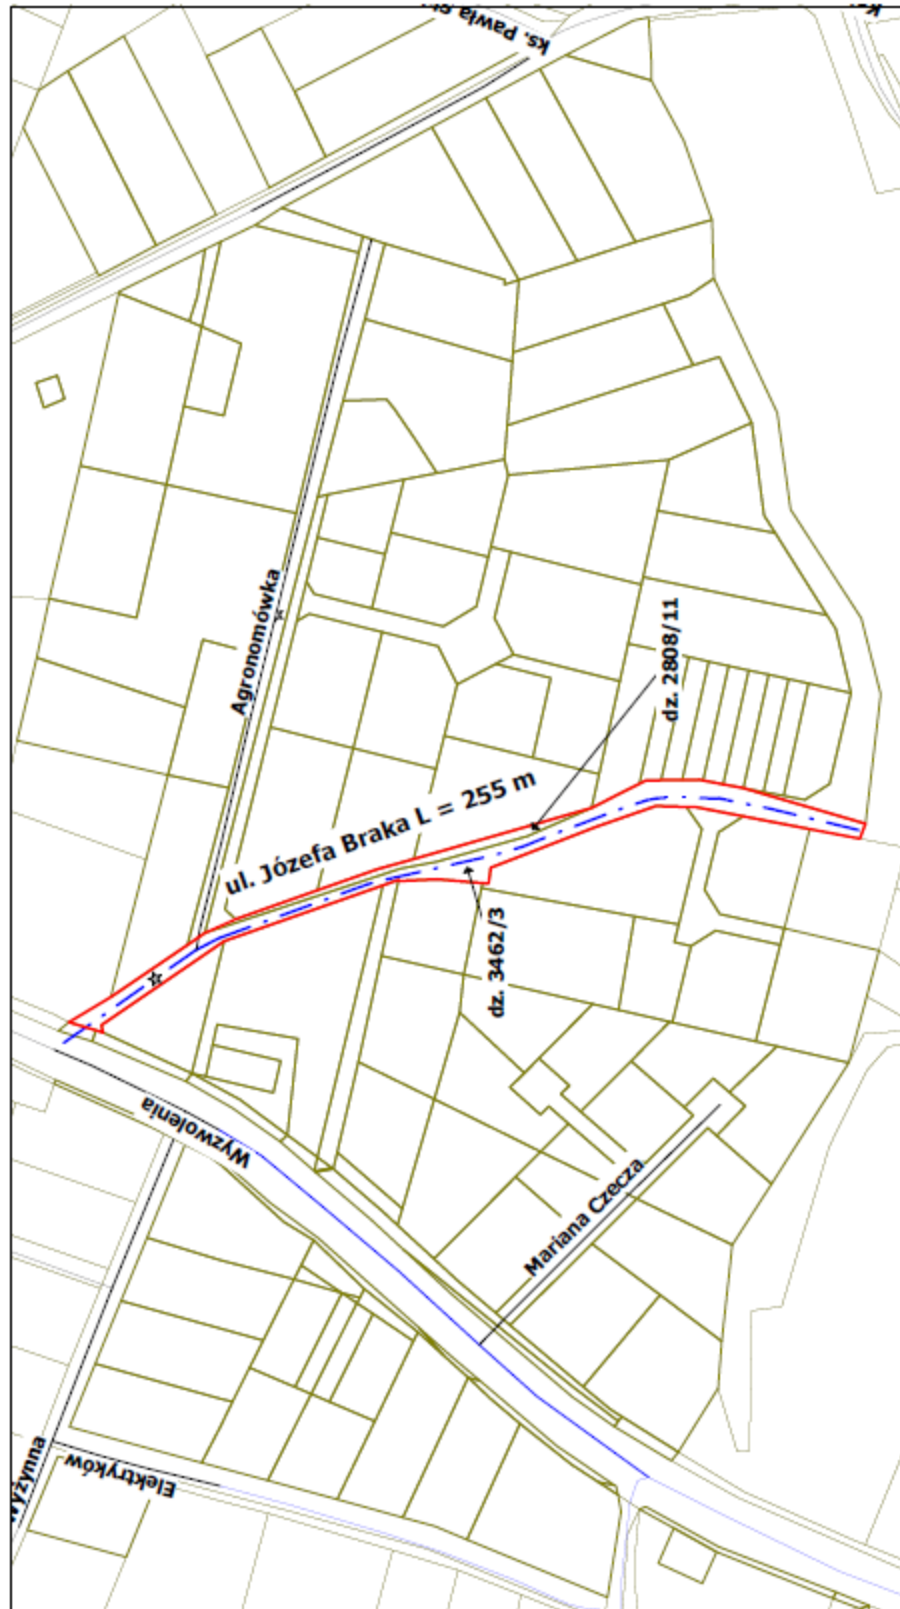 ks. Pawła
Agronomówka
dz. 2808/11
ul. Józefa Braka L = 255 m
dz. 3462/3
Wyzwolenia
Mariana Czecza
Wyżynna
Elektryków